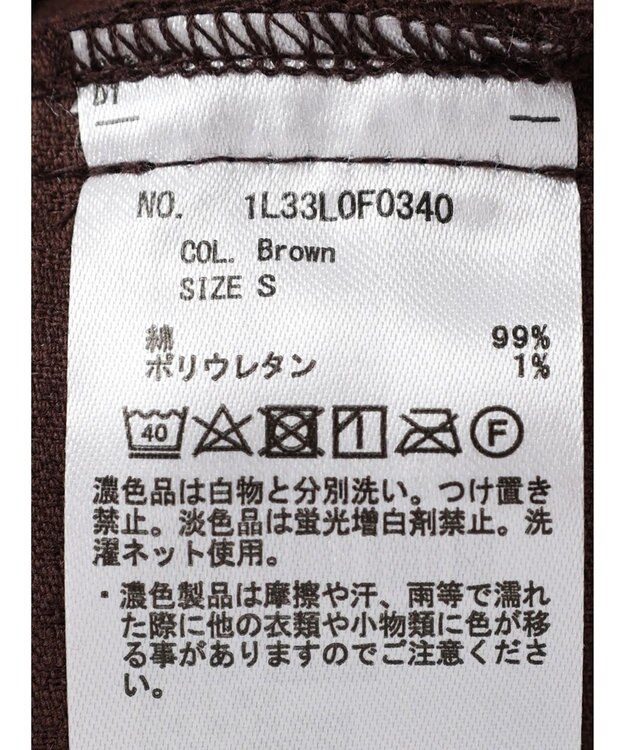 NO. 1L33L0F0340
COL. Brown
SIZE S
綿 99%
ポリウレタン 1%
40 F
濃色品は白物と分別洗い。つけ置き
禁止。淡色品は蛍光増白剤禁止。洗
濯ネット使用。
・濃色製品は摩擦や汗、雨等で濡れ
た際に他の衣類や小物類に色が移
る事がありますのでご注意くださ
い。